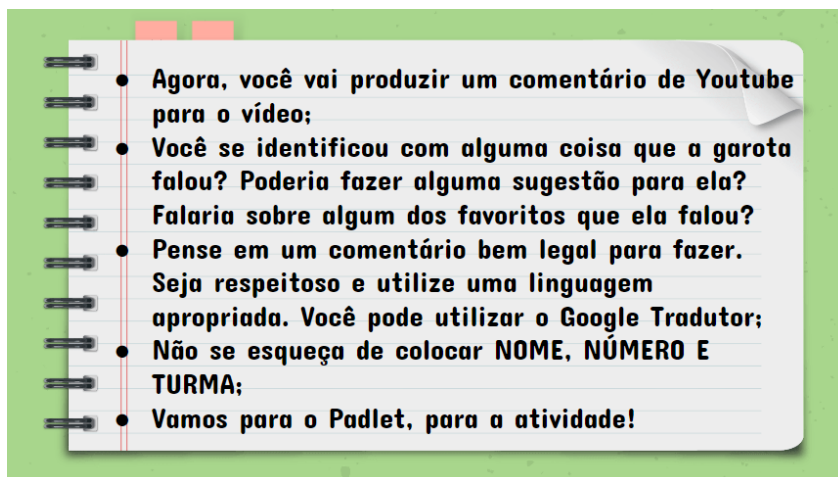 ● Agora, você vai produzir um comentário de Youtube
para o vídeo;
● Você se identificou com alguma coisa que a garota
falou? Poderia fazer alguma sugestão para ela?
Falaria sobre algum dos favoritos que ela falou?
● Pense em um comentário bem legal para fazer.
Seja respeitoso e utilize uma linguagem
apropriada. Você pode utilizar o Google Tradutor;
● Não se esqueça de colocar NOME, NÚMERO E
TURMA;
● Vamos para o Padlet, para a atividade!